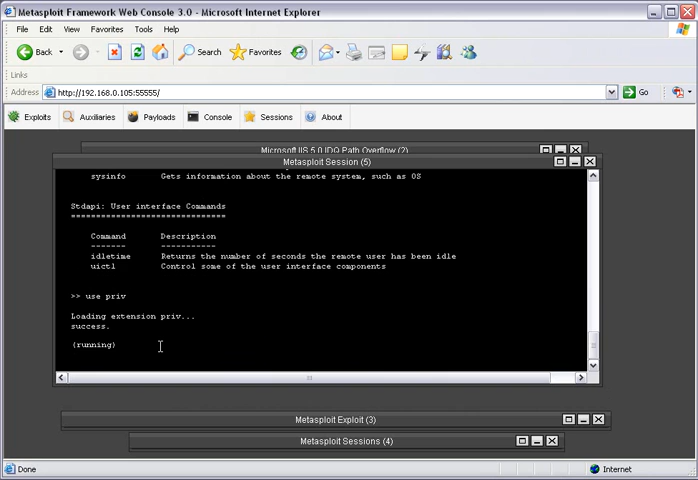 Metasploit Framework Web Console 3.0 - Microsoft Internet Explorer
File Edit View Favorites Tools Help
Back Search Favorites
Links
Address http://192.168.0.105:55555/ Go
Exploits Auxiliaries Payloads Console Sessions About
Microsoft IIS 5.0 IDQ Path Overflow (2)
Metasploit Session (5)
sysinfo Gets information about the remote system, such as OS
Stdapi: User interface Commands
===============================
Command Description
------- -----------
idletime Returns the number of seconds the remote user has been idle
uictl Control some of the user interface components
>> use priv
Loading extension priv...
success.
(running)
Metasploit Exploit (3)
Metasploit Sessions (4)
Done Internet